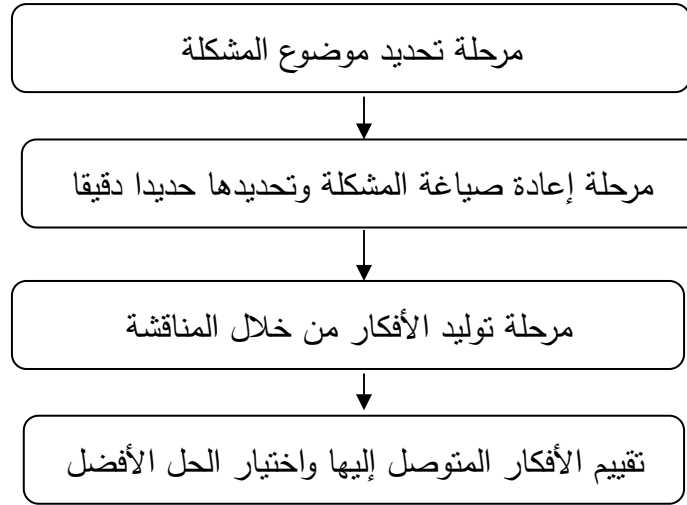 مرحلة تحديد موضوع المشكلة
مرحلة إعادة صياغة المشكلة وتحديدها حديدا دقيقا
مرحلة توليد الأفكار من خلال المناقشة
تقييم الأفكار المتوصل إليها واختيار الحل الأفضل